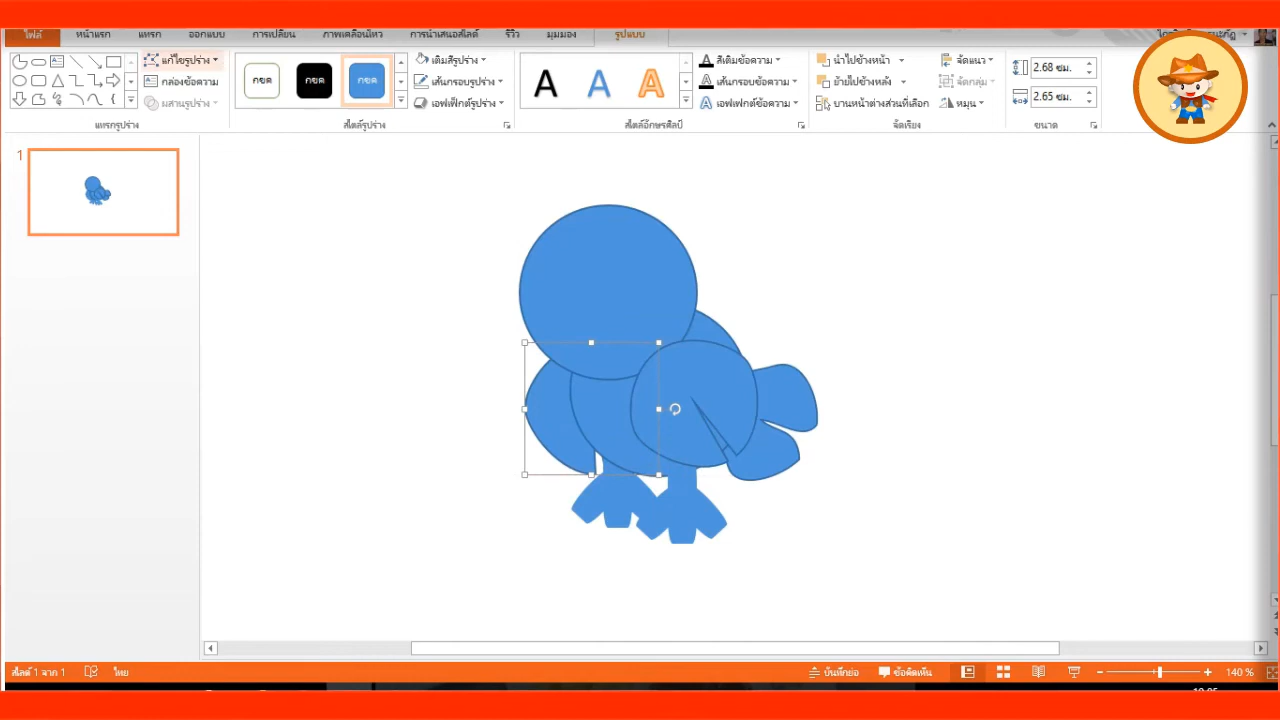 ไฟล์ หน้าแรก แทรก ออกแบบ การเปลี่ยน ภาพเคลื่อนไหว การนำเสนอสไลด์ รีวิว มุมมอง รูปแบบ
แก้ไขรูปร่าง กขค กขค กขค เติมสีรูปร่าง A A A สีเติมข้อความ นำไปข้างหน้า จัดแนว 2.68 ซม.
กล่องข้อความ เส้นกรอบรูปร่าง เส้นกรอบข้อความ ย้ายไปข้างหลัง จัดกลุ่ม
ผสานรูปร่าง เอฟเฟ็กต์รูปร่าง เอฟเฟกต์ข้อความ บานหน้าต่างส่วนที่เลือก หมุน 2.65 ซม.
แทรกรูปร่าง สไตล์รูปร่าง สไตล์อักษรศิลป์ จัดเรียง ขนาด
1
สไลด์ 1 จาก 1 ไทย บันทึกย่อ ข้อคิดเห็น 140 %